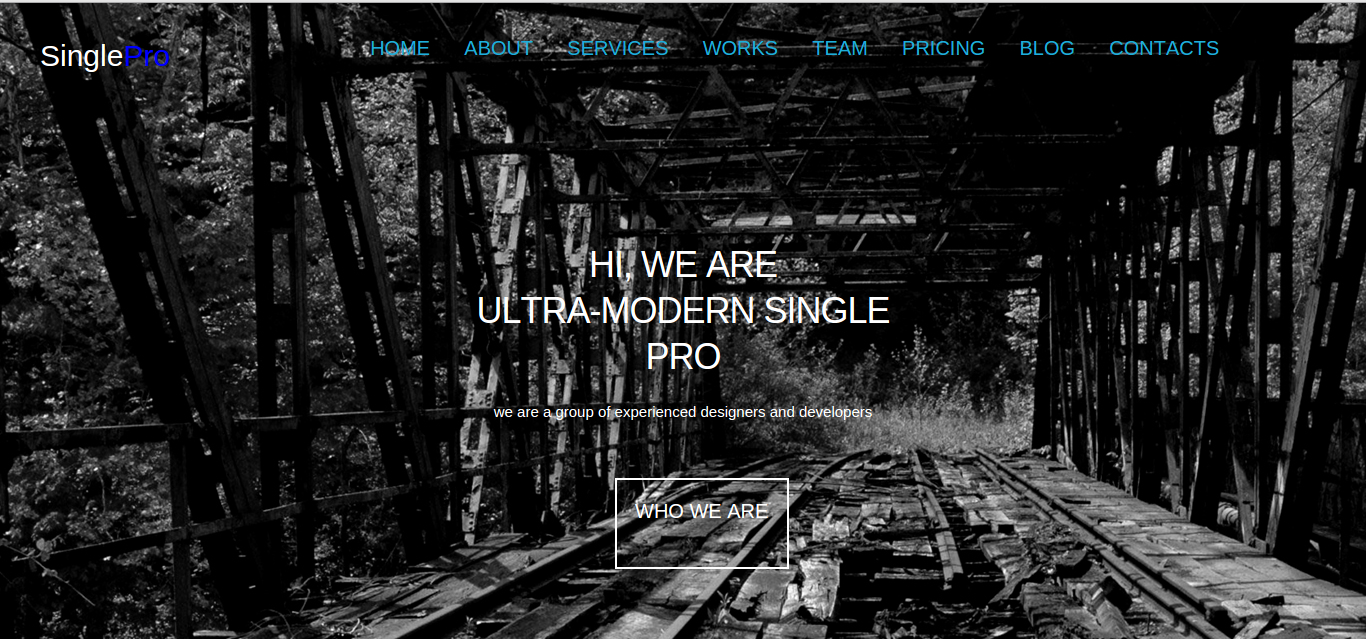 SinglePro
HOME ABOUT SERVICES WORKS TEAM PRICING BLOG CONTACTS
HI, WE ARE
ULTRA-MODERN SINGLE
PRO
we are a group of experienced designers and developers
WHO WE ARE